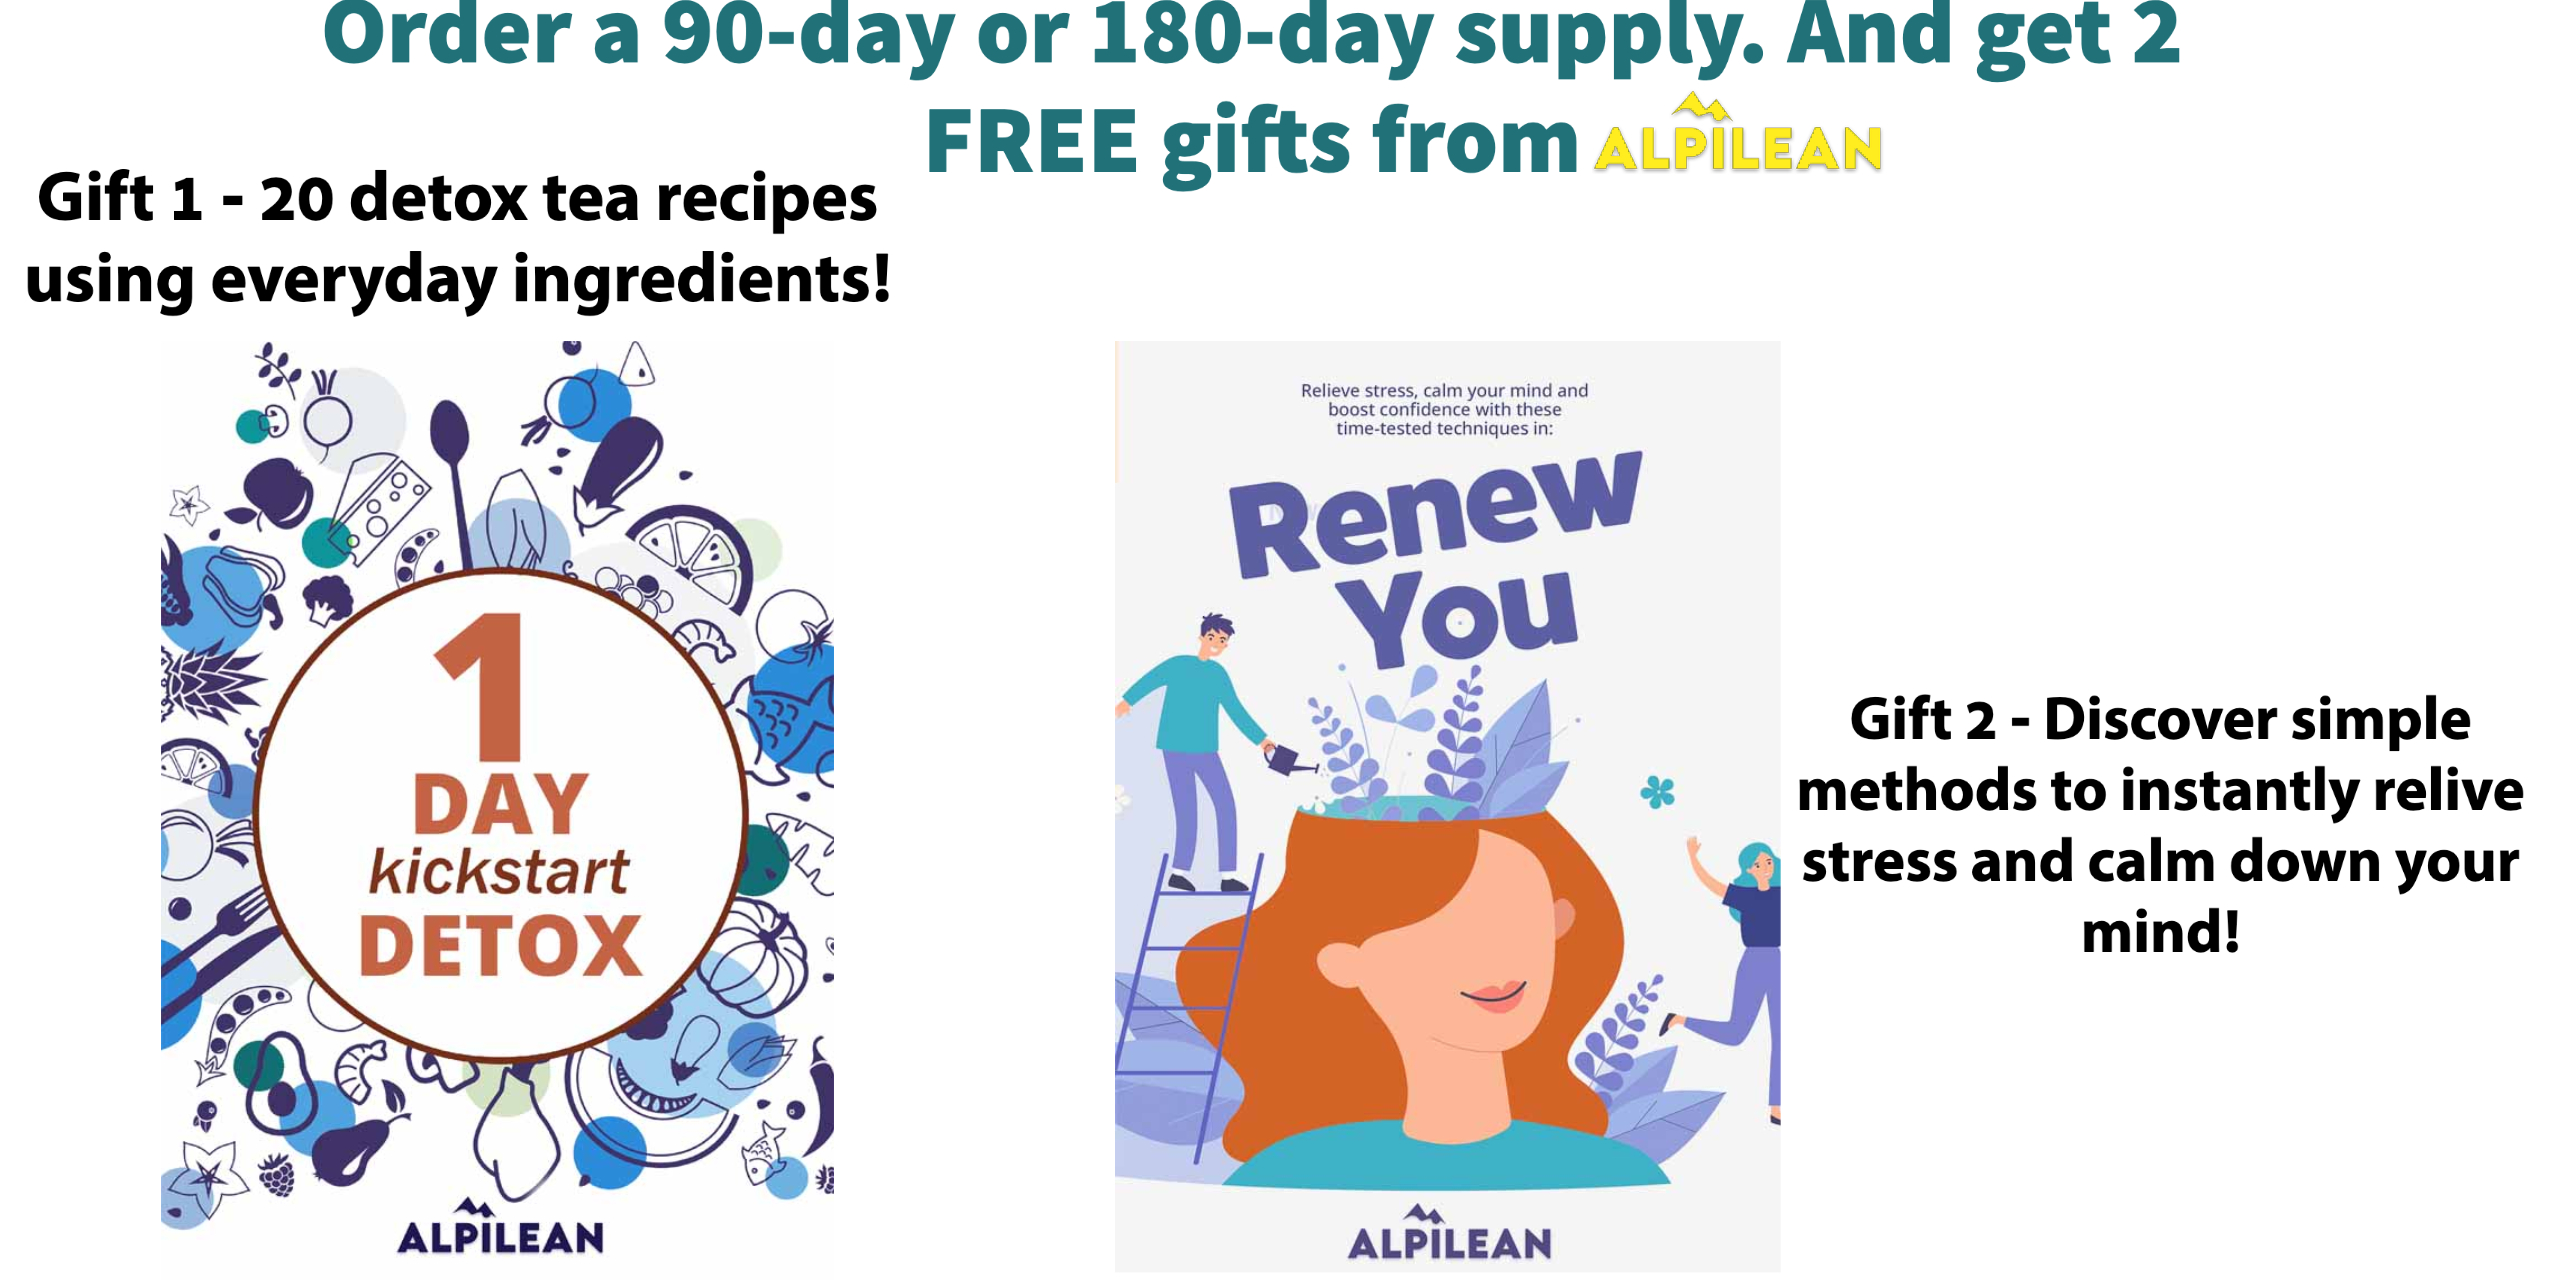 Order a 90-day or 180-day supply. And get 2
FREE gifts from ALPILEAN
Gift 1 - 20 detox tea recipes
using everyday ingredients!
1
DAY
kickstart
DETOX
ALPILEAN
Relieve stress, calm your mind and
boost confidence with these
time-tested techniques in:
Renew
You
ALPILEAN
Gift 2 - Discover simple
methods to instantly relive
stress and calm down your
mind!